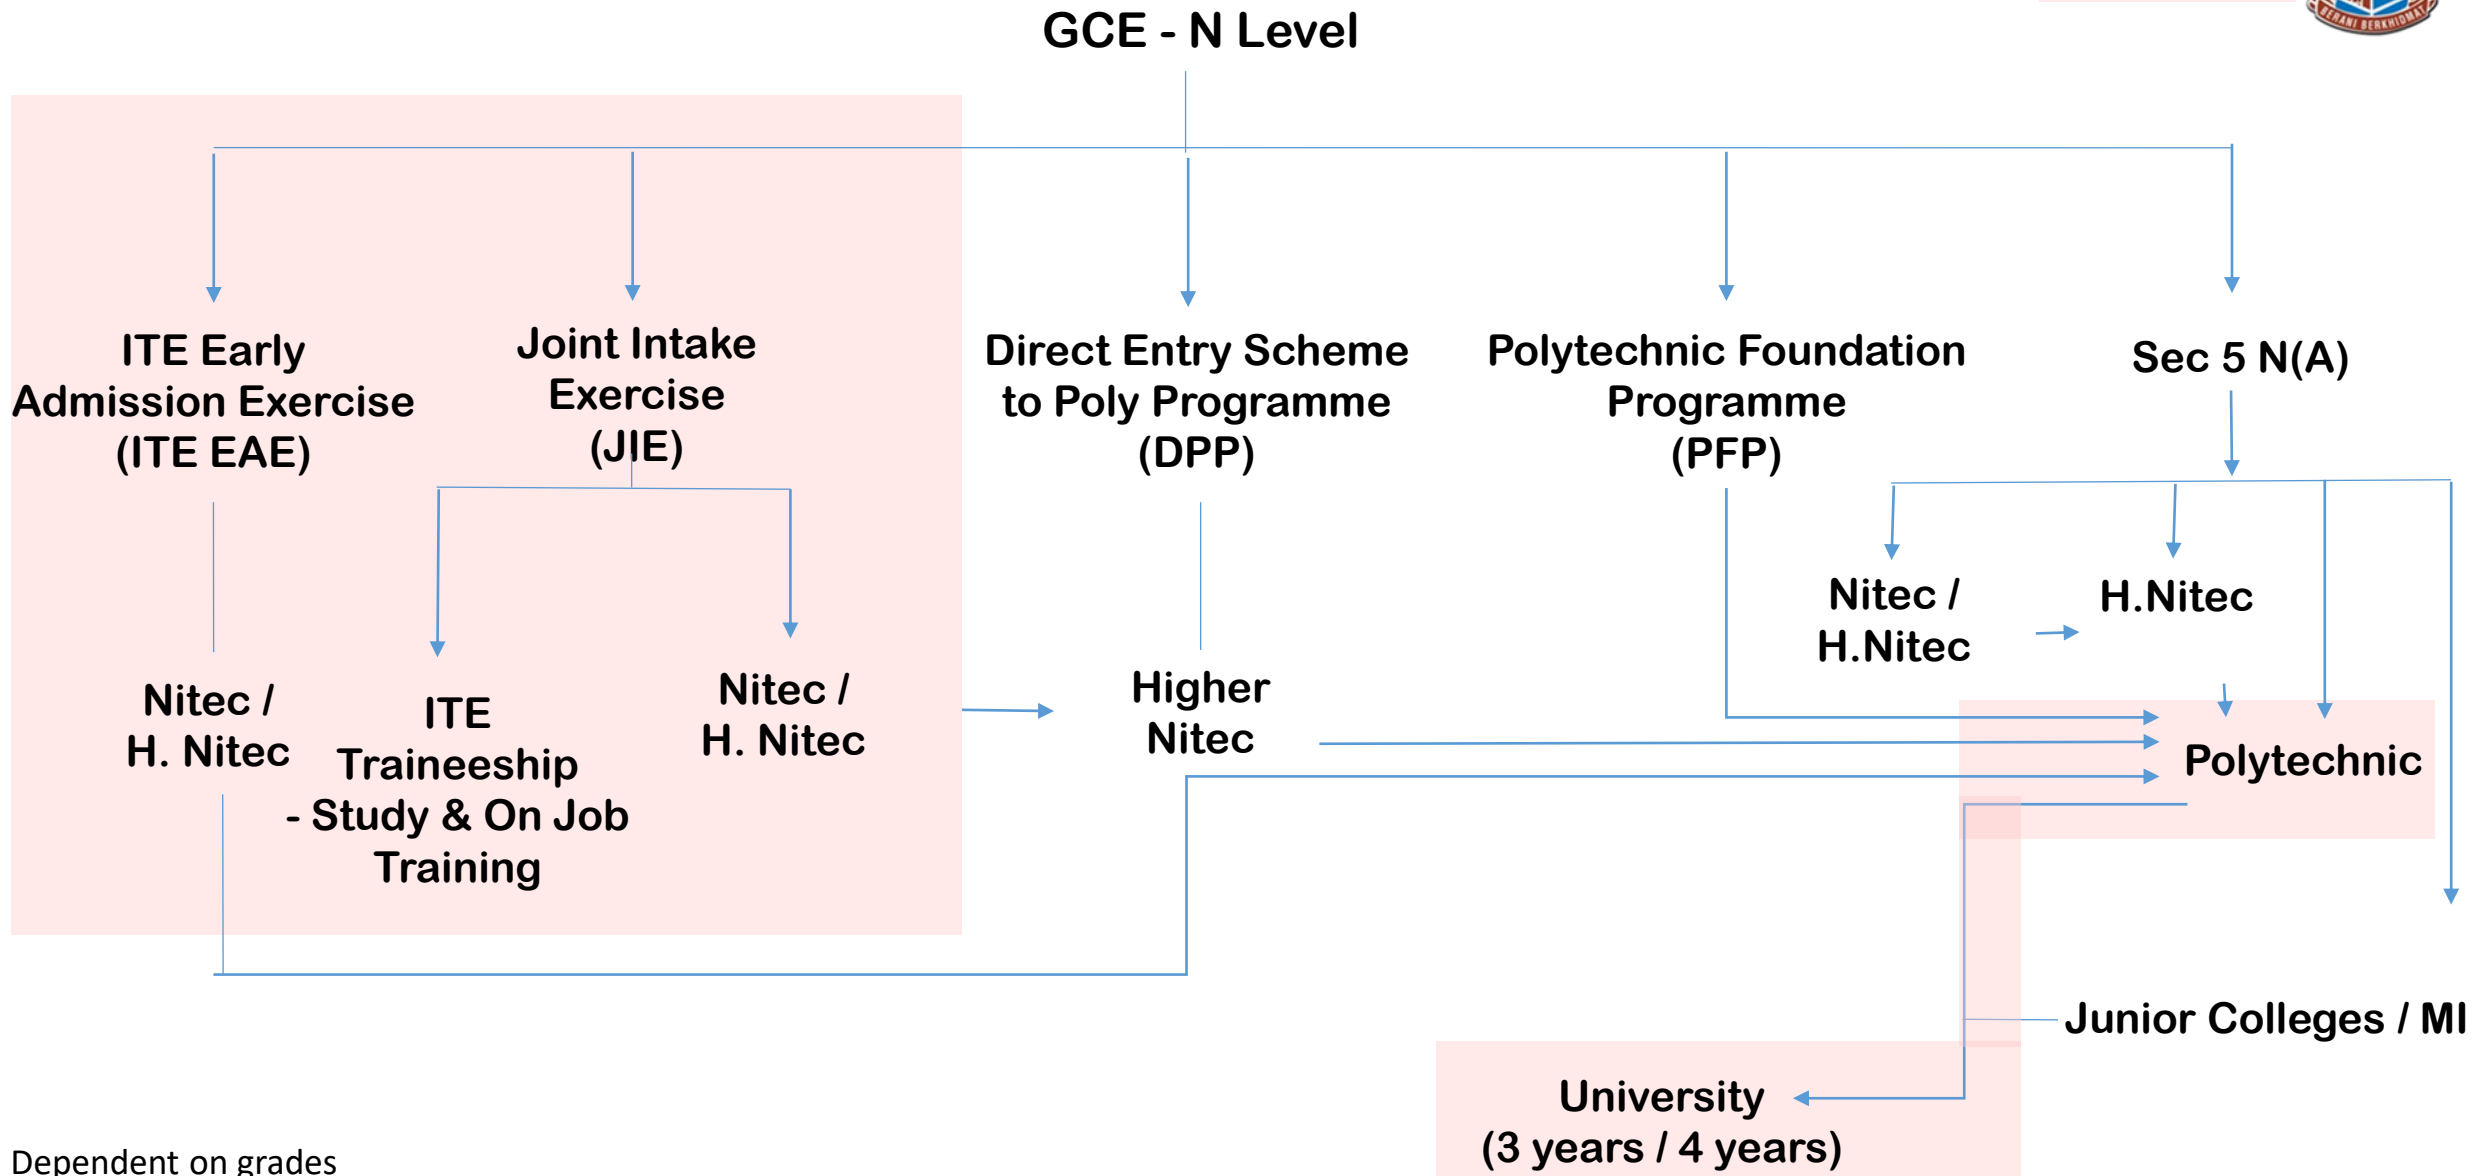 BERANI BERKHIDMAT
GCE - N Level
ITE Early
Admission Exercise
(ITE EAE)
Joint Intake
Exercise
(JIE)
Direct Entry Scheme
to Poly Programme
(DPP)
Polytechnic Foundation
Programme
(PFP)
Sec 5 N(A)
Nitec /
H. Nitec
ITE
Traineeship
- Study & On Job
Training
Nitec /
H. Nitec
Higher
Nitec
Nitec /
H.Nitec
H.Nitec
Polytechnic
Junior Colleges / MI
University
(3 years / 4 years)
Dependent on grades